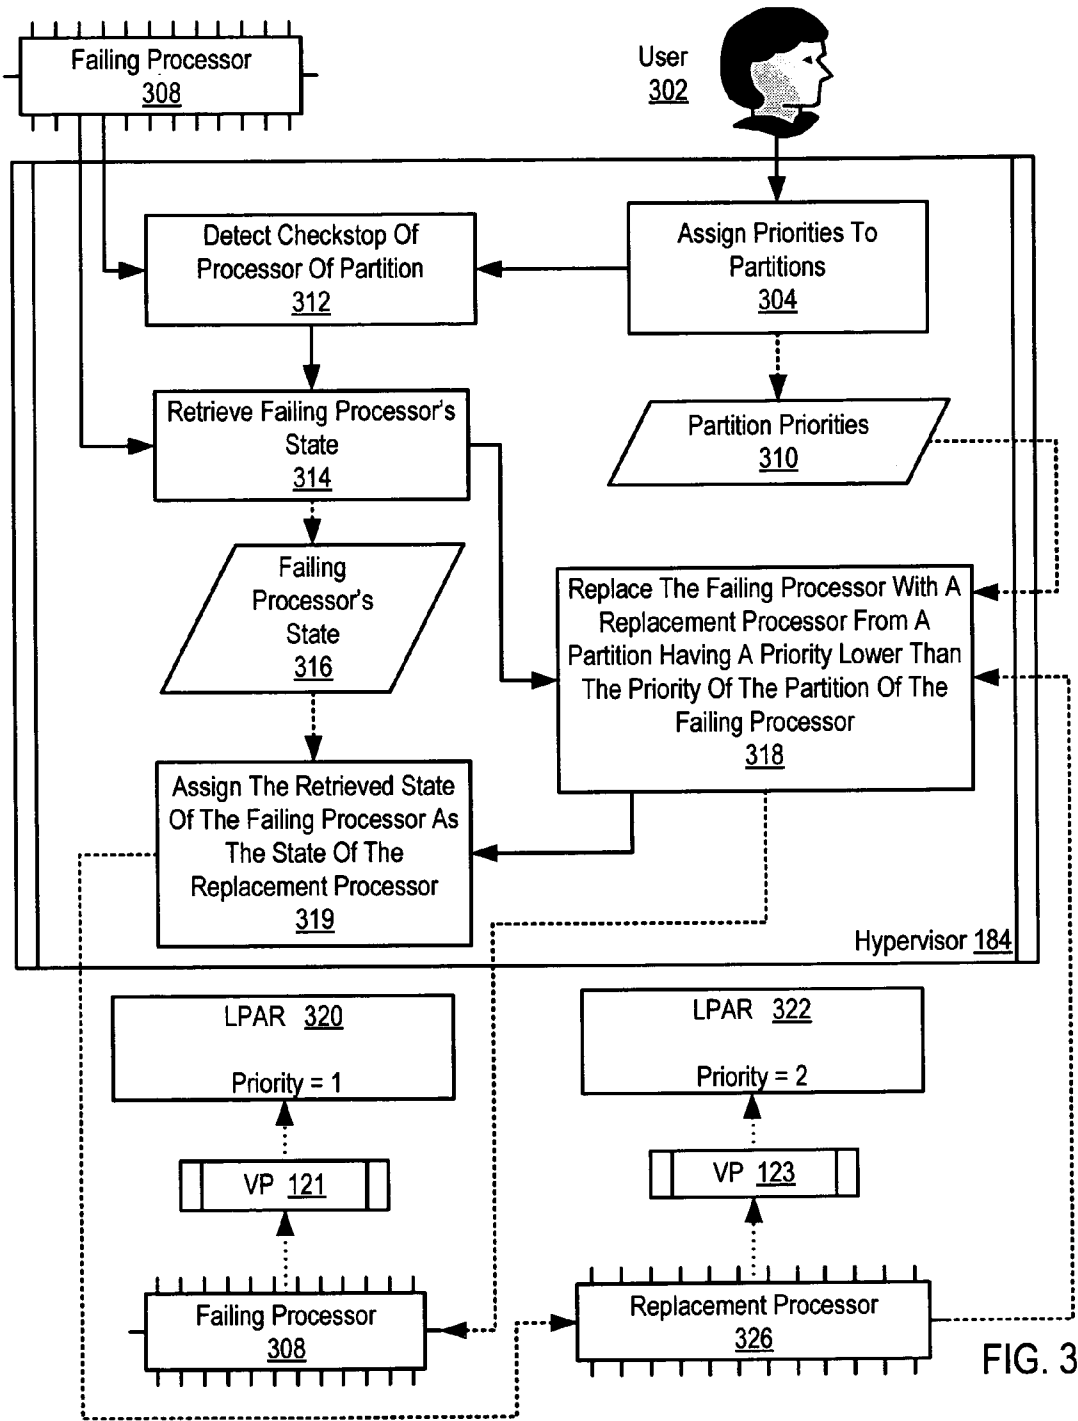 Failing Processor
308
User
302
Detect Checkstop Of
Processor Of Partition
312
Assign Priorities To
Partitions
304
Retrieve Failing Processor's
State
314
Partition Priorities
310
Failing
Processor's
State
316
Replace The Failing Processor With A
Replacement Processor From A
Partition Having A Priority Lower Than
The Priority Of The Partition Of The
Failing Processor
318
Assign The Retrieved State
Of The Failing Processor As
The State Of The
Replacement Processor
319
Hypervisor 184
LPAR 320
Priority = 1
LPAR 322
Priority = 2
VP 121
VP 123
Failing Processor
308
Replacement Processor
326
FIG. 3